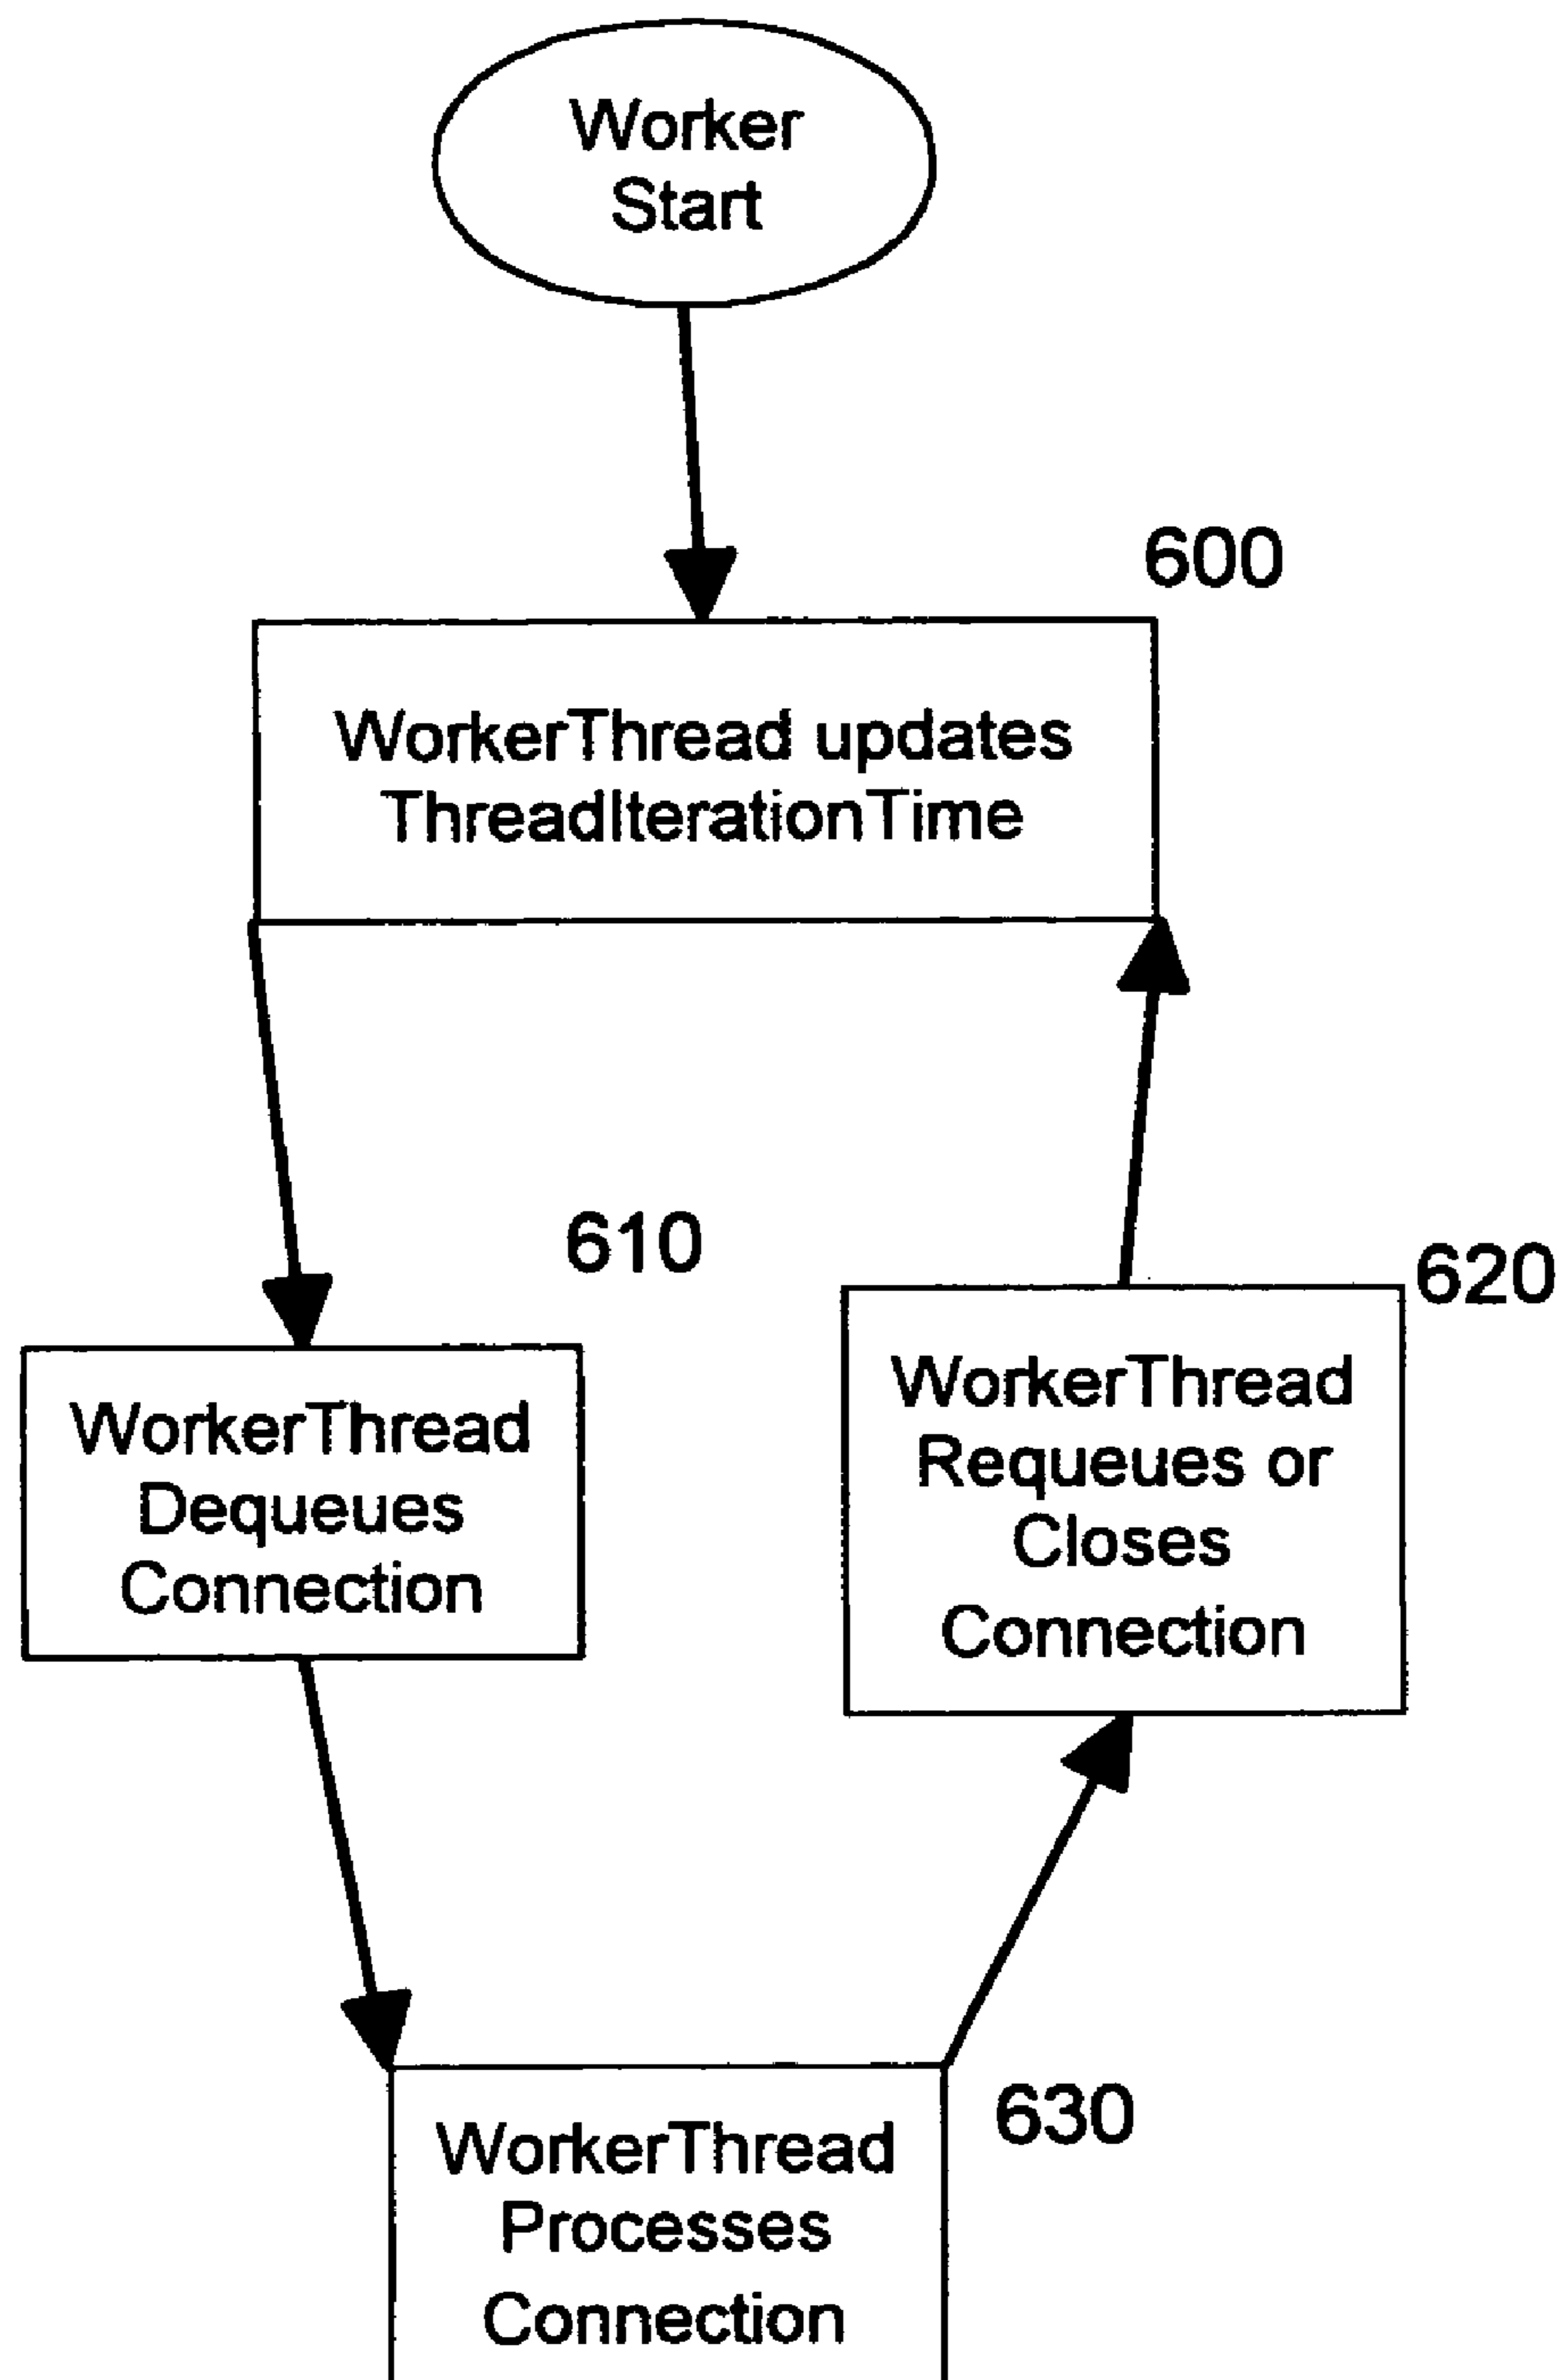 Worker
Start
600
WorkerThread updates
ThreadIterationTime
610
620
WorkerThread
Dequeues
Connection
WorkerThread
Requeues or
Closes
Connection
630
WorkerThread
Processes
Connection